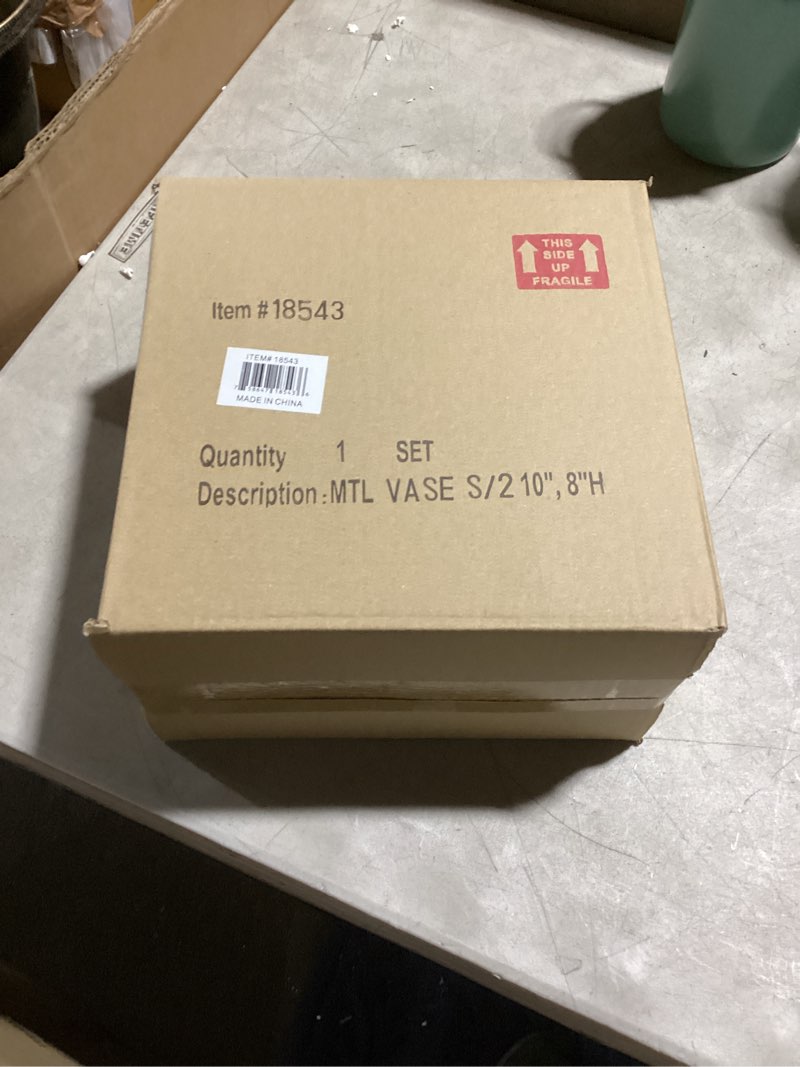 THIS
SIDE
UP
FRAGILE
Item # 18543
ITEM# 18543
MADE IN CHINA
Quantity 1 SET
Description : MTL VASE S/2 10", 8"H